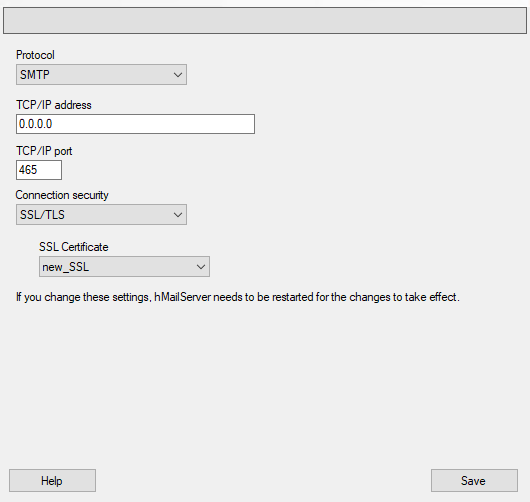 Protocol
SMTP
TCP/IP address
0.0.0.0
TCP/IP port
465
Connection security
SSL/TLS
SSL Certificate
new_SSL
If you change these settings, hMailServer needs to be restarted for the changes to take effect.
Help
Save